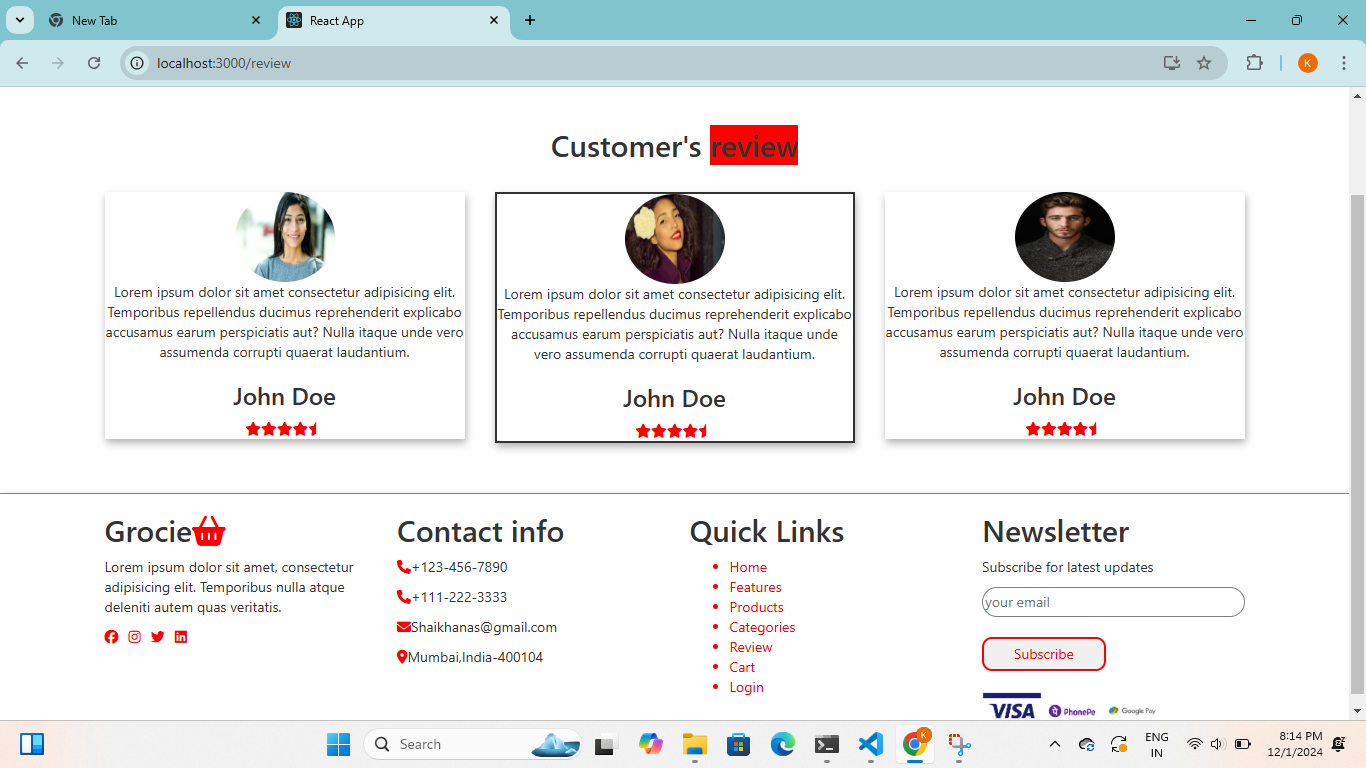 New Tab
React App
localhost:3000/review
K
Customer's review
Lorem ipsum dolor sit amet consectetur adipisicing elit.
Temporibus repellendus ducimus reprehenderit explicabo
accusamus earum perspiciatis aut? Nulla itaque unde vero
assumenda corrupti quaerat laudantium.
John Doe
Lorem ipsum dolor sit amet consectetur adipisicing elit.
Temporibus repellendus ducimus reprehenderit explicabo
accusamus earum perspiciatis aut? Nulla itaque unde
vero assumenda corrupti quaerat laudantium.
John Doe
Lorem ipsum dolor sit amet consectetur adipisicing elit.
Temporibus repellendus ducimus reprehenderit explicabo
accusamus earum perspiciatis aut? Nulla itaque unde vero
assumenda corrupti quaerat laudantium.
John Doe
Grocie
Lorem ipsum dolor sit amet, consectetur
adipisicing elit. Temporibus nulla atque
deleniti autem quas veritatis.
Contact info
+123-456-7890
+111-222-3333
Shaikhanas@gmail.com
Mumbai,India-400104
Quick Links
Home
Features
Products
Categories
Review
Cart
Login
Newsletter
Subscribe for latest updates
your email
Subscribe
VISA PhonePe Google Pay
Search
K
ENG
IN
8:14 PM
12/1/2024